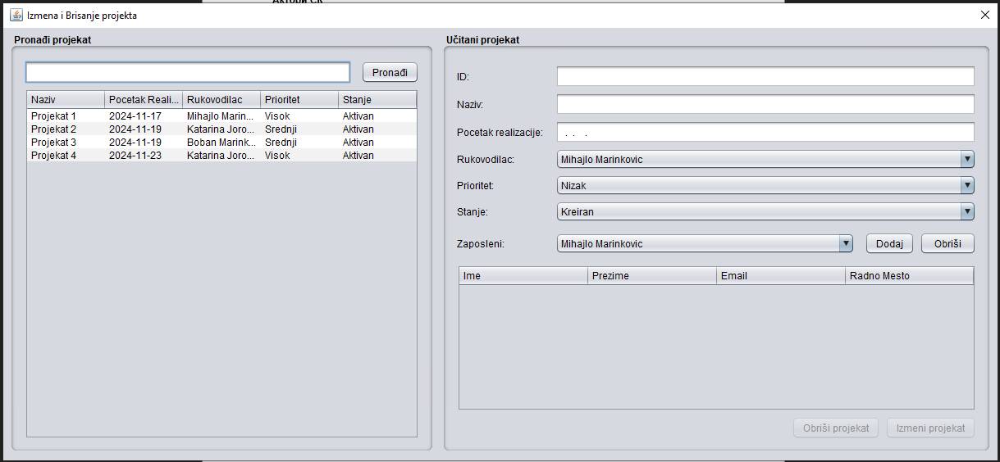 Актори СК
Izmena i Brisanje projekta
Pronađi projekat
Pronađi
Naziv Pocetak Reali... Rukovodilac Prioritet Stanje
Projekat 1 2024-11-17 Mihajlo Marin... Visok Aktivan
Projekat 2 2024-11-19 Katarina Joro... Srednji Aktivan
Projekat 3 2024-11-19 Boban Marink... Srednji Aktivan
Projekat 4 2024-11-23 Katarina Joro... Visok Aktivan
Učitani projekat
ID:
Naziv:
Pocetak realizacije: . . .
Rukovodilac: Mihajlo Marinkovic
Prioritet: Nizak
Stanje: Kreiran
Zaposleni: Mihajlo Marinkovic Dodaj Obriši
Ime Prezime Email Radno Mesto
Obriši projekat Izmeni projekat